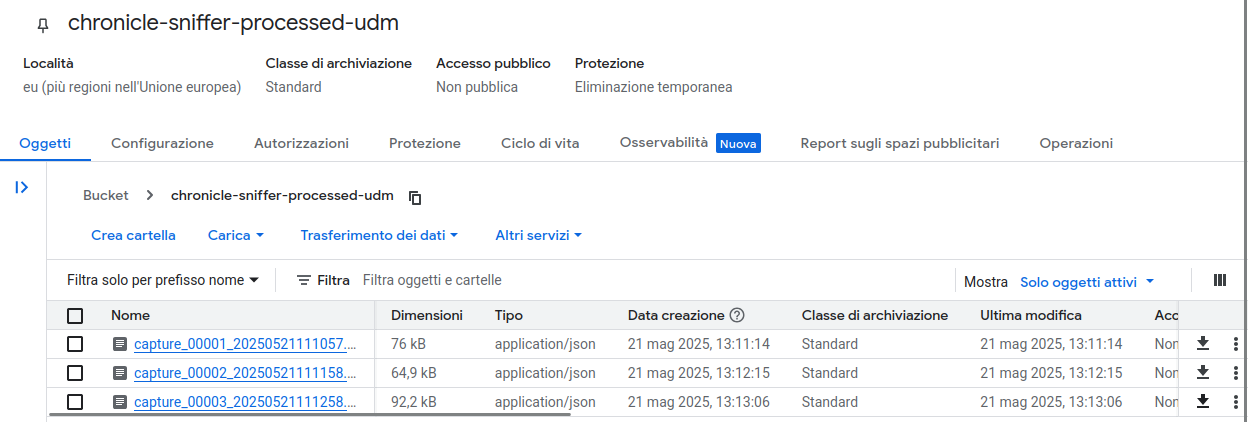 chronicle-sniffer-processed-udm
Località Classe di archiviazione Accesso pubblico Protezione
eu (più regioni nell'Unione europea) Standard Non pubblica Eliminazione temporanea
Oggetti Configurazione Autorizzazioni Protezione Ciclo di vita Osservabilità Nuova Report sugli spazi pubblicitari Operazioni
Bucket chronicle-sniffer-processed-udm
Crea cartella Carica Trasferimento dei dati Altri servizi
Filtra solo per prefisso nome Filtra Filtra oggetti e cartelle Mostra Solo oggetti attivi
Nome Dimensioni Tipo Data creazione Classe di archiviazione Ultima modifica Acc
capture_00001_20250521111057.… 76 kB application/json 21 mag 2025, 13:11:14 Standard 21 mag 2025, 13:11:14 Non
capture_00002_20250521111158.… 64,9 kB application/json 21 mag 2025, 13:12:15 Standard 21 mag 2025, 13:12:15 Non
capture_00003_20250521111258.… 92,2 kB application/json 21 mag 2025, 13:13:06 Standard 21 mag 2025, 13:13:06 Non